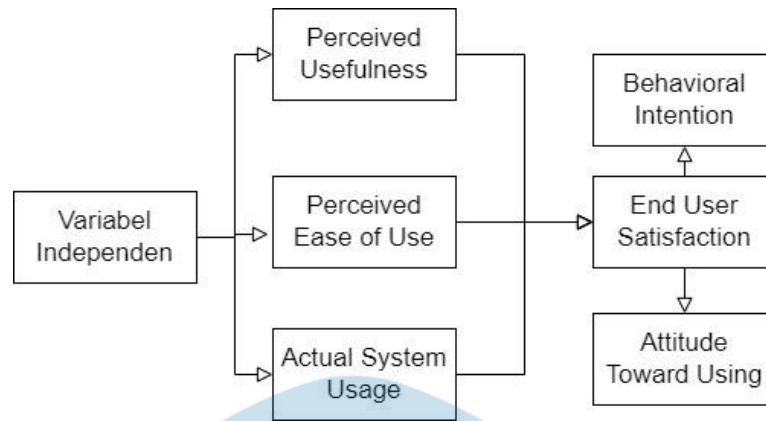 Perceived
Usefulness
Behavioral
Intention
Variabel
Independen
Perceived
Ease of Use
End User
Satisfaction
Actual System
Usage
Attitude
Toward Using